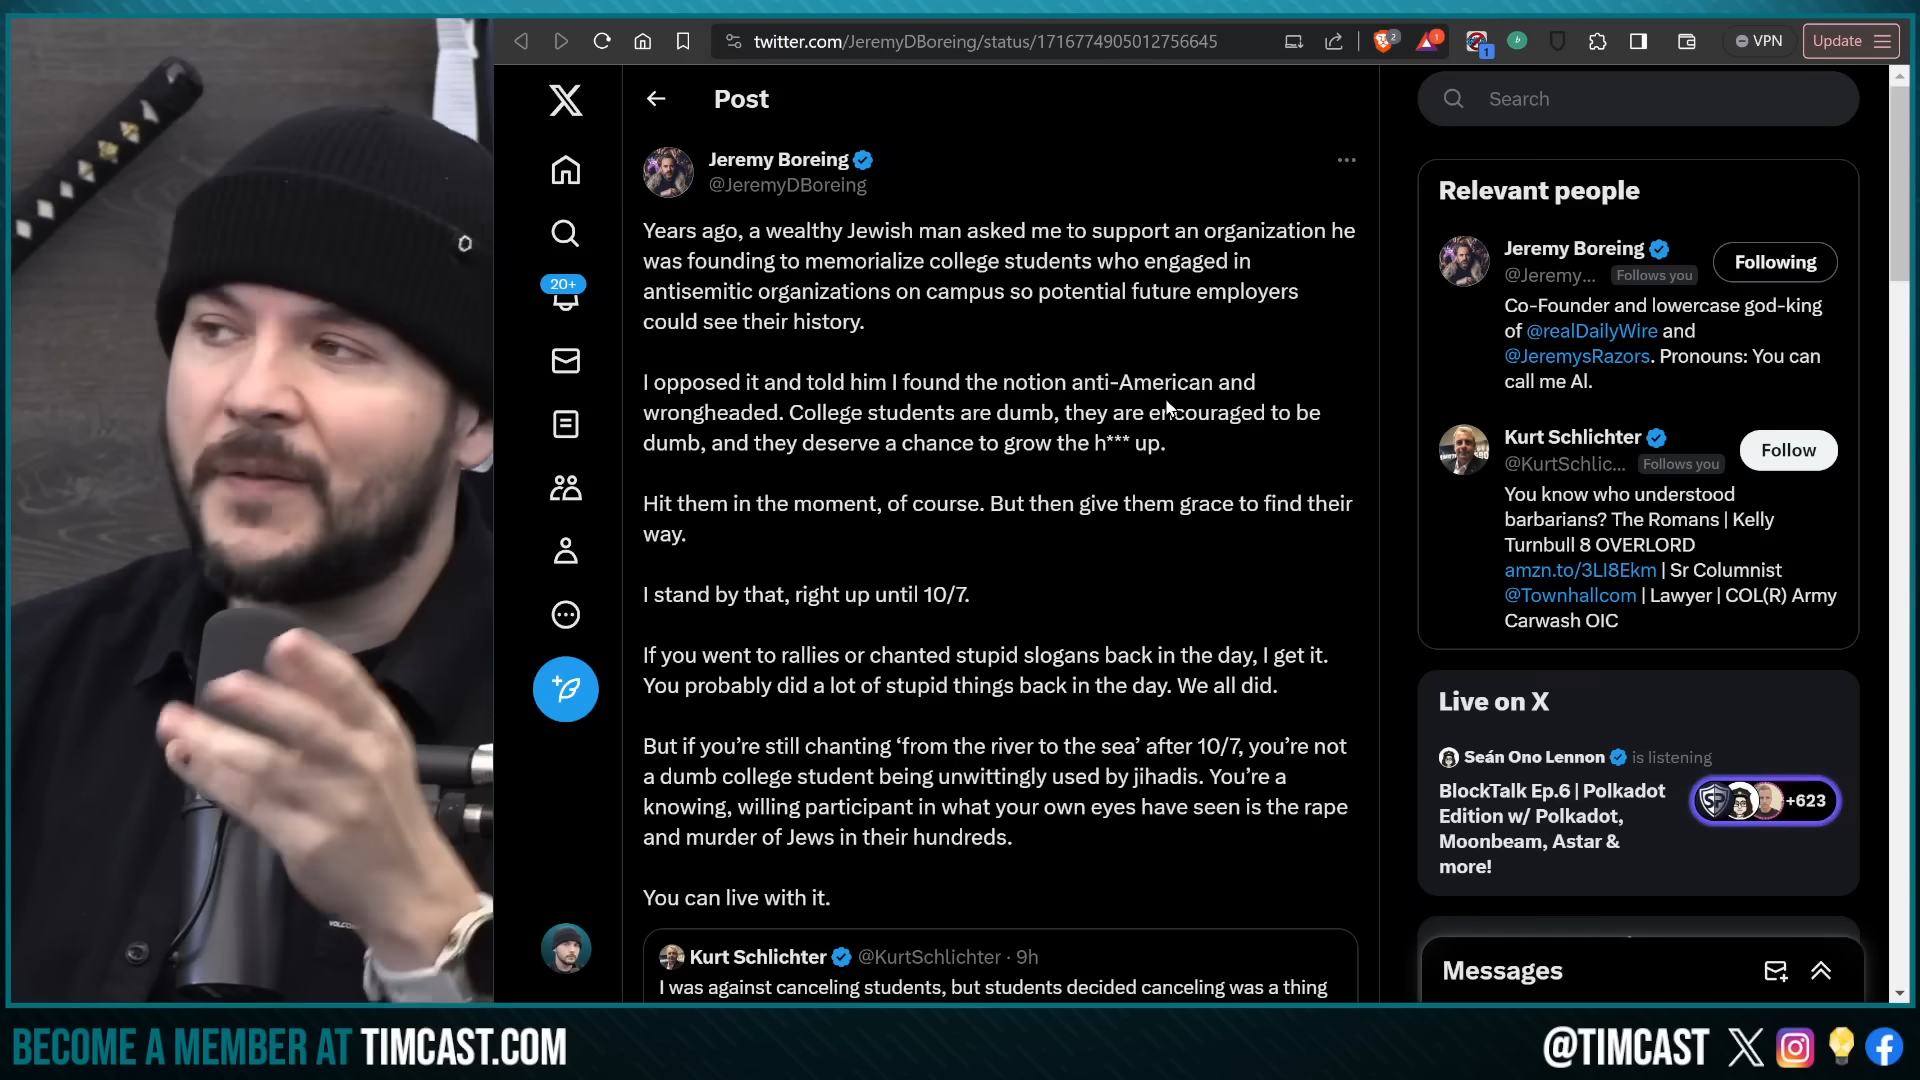 twitter.com/JeremyDBoreing/status/1716774905012756645
2
1
1
b
VPN
Update
Post
Jeremy Boreing
@JeremyDBoreing
Years ago, a wealthy Jewish man asked me to support an organization he
was founding to memorialize college students who engaged in
antisemitic organizations on campus so potential future employers
could see their history.
I opposed it and told him I found the notion anti-American and
wrongheaded. College students are dumb, they are encouraged to be
dumb, and they deserve a chance to grow the h*** up.
Hit them in the moment, of course. But then give them grace to find their
way.
I stand by that, right up until 10/7.
If you went to rallies or chanted stupid slogans back in the day, I get it.
You probably did a lot of stupid things back in the day. We all did.
But if you’re still chanting ‘from the river to the sea’ after 10/7, you’re not
a dumb college student being unwittingly used by jihadis. You’re a
knowing, willing participant in what your own eyes have seen is the rape
and murder of Jews in their hundreds.
You can live with it.
Kurt Schlichter @KurtSchlichter · 9h
I was against canceling students, but students decided canceling was a thing
20+
Search
Relevant people
Jeremy Boreing
@Jeremy... Follows you
Following
Co-Founder and lowercase god-king
of @realDailyWire and
@JeremysRazors. Pronouns: You can
call me Al.
Kurt Schlichter
@KurtSchlic... Follows you
Follow
You know who understood
barbarians? The Romans | Kelly
Turnbull 8 OVERLORD
amzn.to/3LI8Ekm | Sr Columnist
@Townhallcom | Lawyer | COL(R) Army
Carwash OIC
Live on X
Seán Ono Lennon is listening
BlockTalk Ep.6 | Polkadot
Edition w/ Polkadot,
Moonbeam, Astar &
more!
+623
Messages
BECOME A MEMBER AT TIMCAST.COM
@TIMCAST